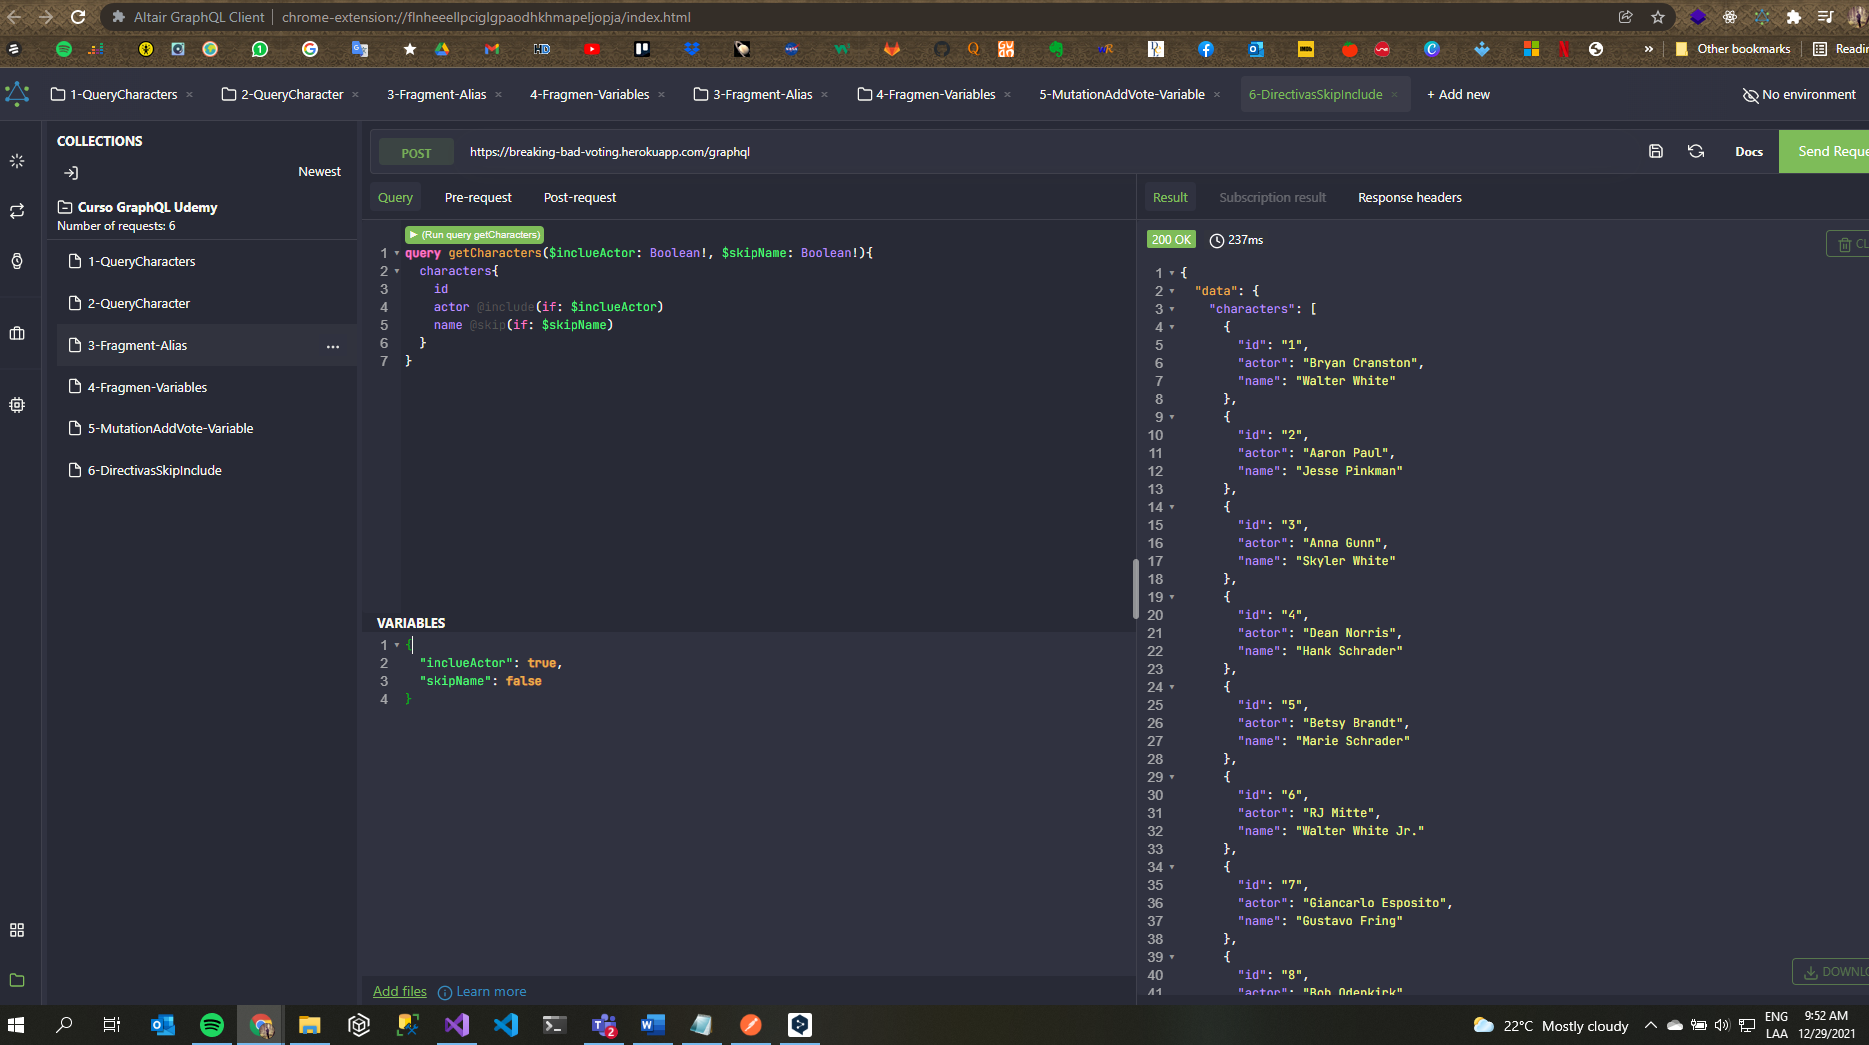 Altair GraphQL Client | chrome-extension://flnheeellpciglgpaodhkhmapeljopja/index.html
Other bookmarks
1-QueryCharacters
2-QueryCharacter
3-Fragment-Alias
4-Fragmen-Variables
3-Fragment-Alias
4-Fragmen-Variables
5-MutationAddVote-Variable
6-DirectivasSkipInclude
+ Add new
No environment
COLLECTIONS
Newest
Curso GraphQL Udemy
Number of requests: 6
1-QueryCharacters
2-QueryCharacter
3-Fragment-Alias
4-Fragmen-Variables
5-MutationAddVote-Variable
6-DirectivasSkipInclude
POST
https://breaking-bad-voting.herokuapp.com/graphql
Docs
Send Reque
Query
Pre-request
Post-request
(Run query getCharacters)
1 query getCharacters($inclueActor: Boolean!, $skipName: Boolean!){
2 characters{
3 id
4 actor @include(if: $inclueActor)
5 name @skip(if: $skipName)
6 }
7 }
VARIABLES
1 {
2 "inclueActor": true,
3 "skipName": false
4 }
Add files
Learn more
Result
Subscription result
Response headers
200 OK
237ms
CL
1 {
2 "data": {
3 "characters": [
4 {
5 "id": "1",
6 "actor": "Bryan Cranston",
7 "name": "Walter White"
8 },
9 {
10 "id": "2",
11 "actor": "Aaron Paul",
12 "name": "Jesse Pinkman"
13 },
14 {
15 "id": "3",
16 "actor": "Anna Gunn",
17 "name": "Skyler White"
18 },
19 {
20 "id": "4",
21 "actor": "Dean Norris",
22 "name": "Hank Schrader"
23 },
24 {
25 "id": "5",
26 "actor": "Betsy Brandt",
27 "name": "Marie Schrader"
28 },
29 {
30 "id": "6",
31 "actor": "RJ Mitte",
32 "name": "Walter White Jr."
33 },
34 {
35 "id": "7",
36 "actor": "Giancarlo Esposito",
37 "name": "Gustavo Fring"
38 },
39 {
40 "id": "8",
41 "actor": "Bob Odenkirk"
DOWNLO
22°C Mostly cloudy
ENG
LAA
9:52 AM
12/29/2021